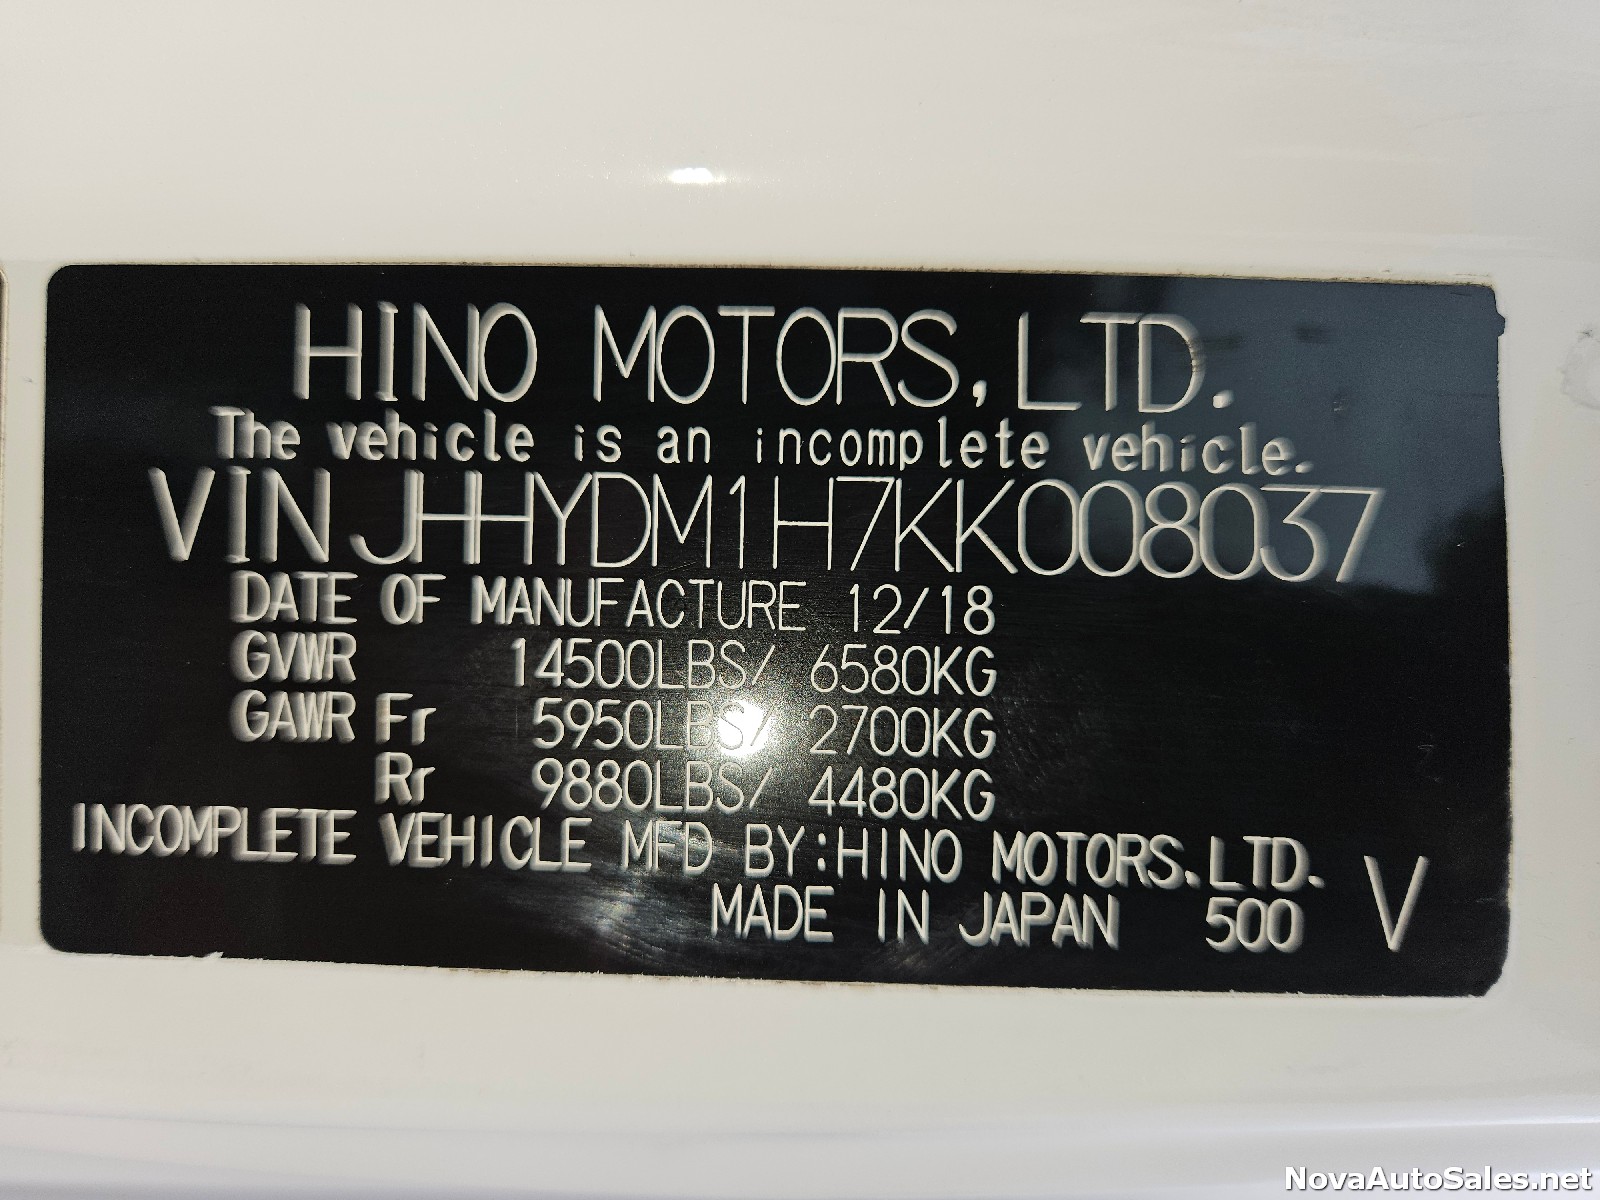 HINO MOTORS, LTD.
The vehicle is an incomplete vehicle.
VIN JHHYDM1H7KK008037
DATE OF MANUFACTURE 12/18
GVWR 14500LBS/ 6580KG
GAWR Fr 5950LBS/ 2700KG
Rr 9880LBS/ 4480KG
INCOMPLETE VEHICLE MFD BY:HINO MOTORS.LTD.
MADE IN JAPAN 500 V
NovaAutoSales.net